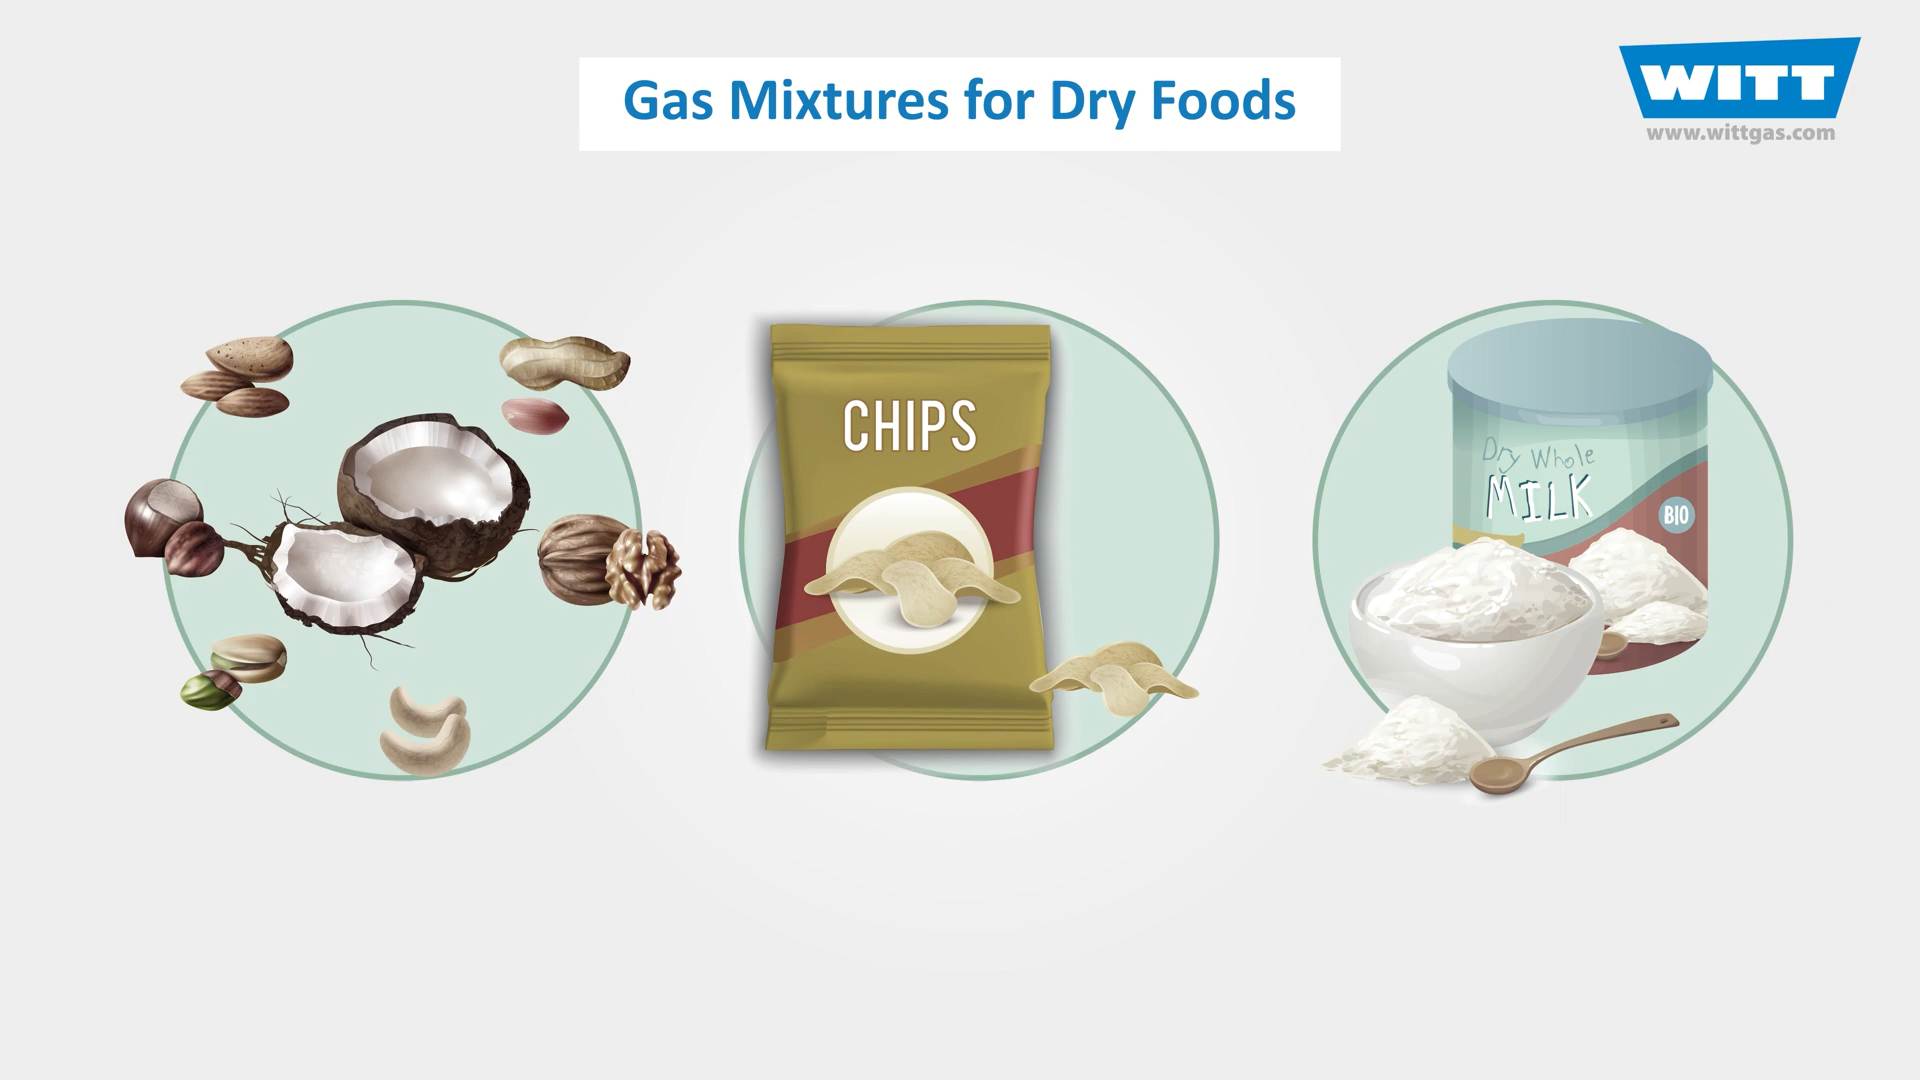 Gas Mixtures for Dry Foods
WITT
www.wittgas.com
CHIPS
Dry Whole
MILK
BIO